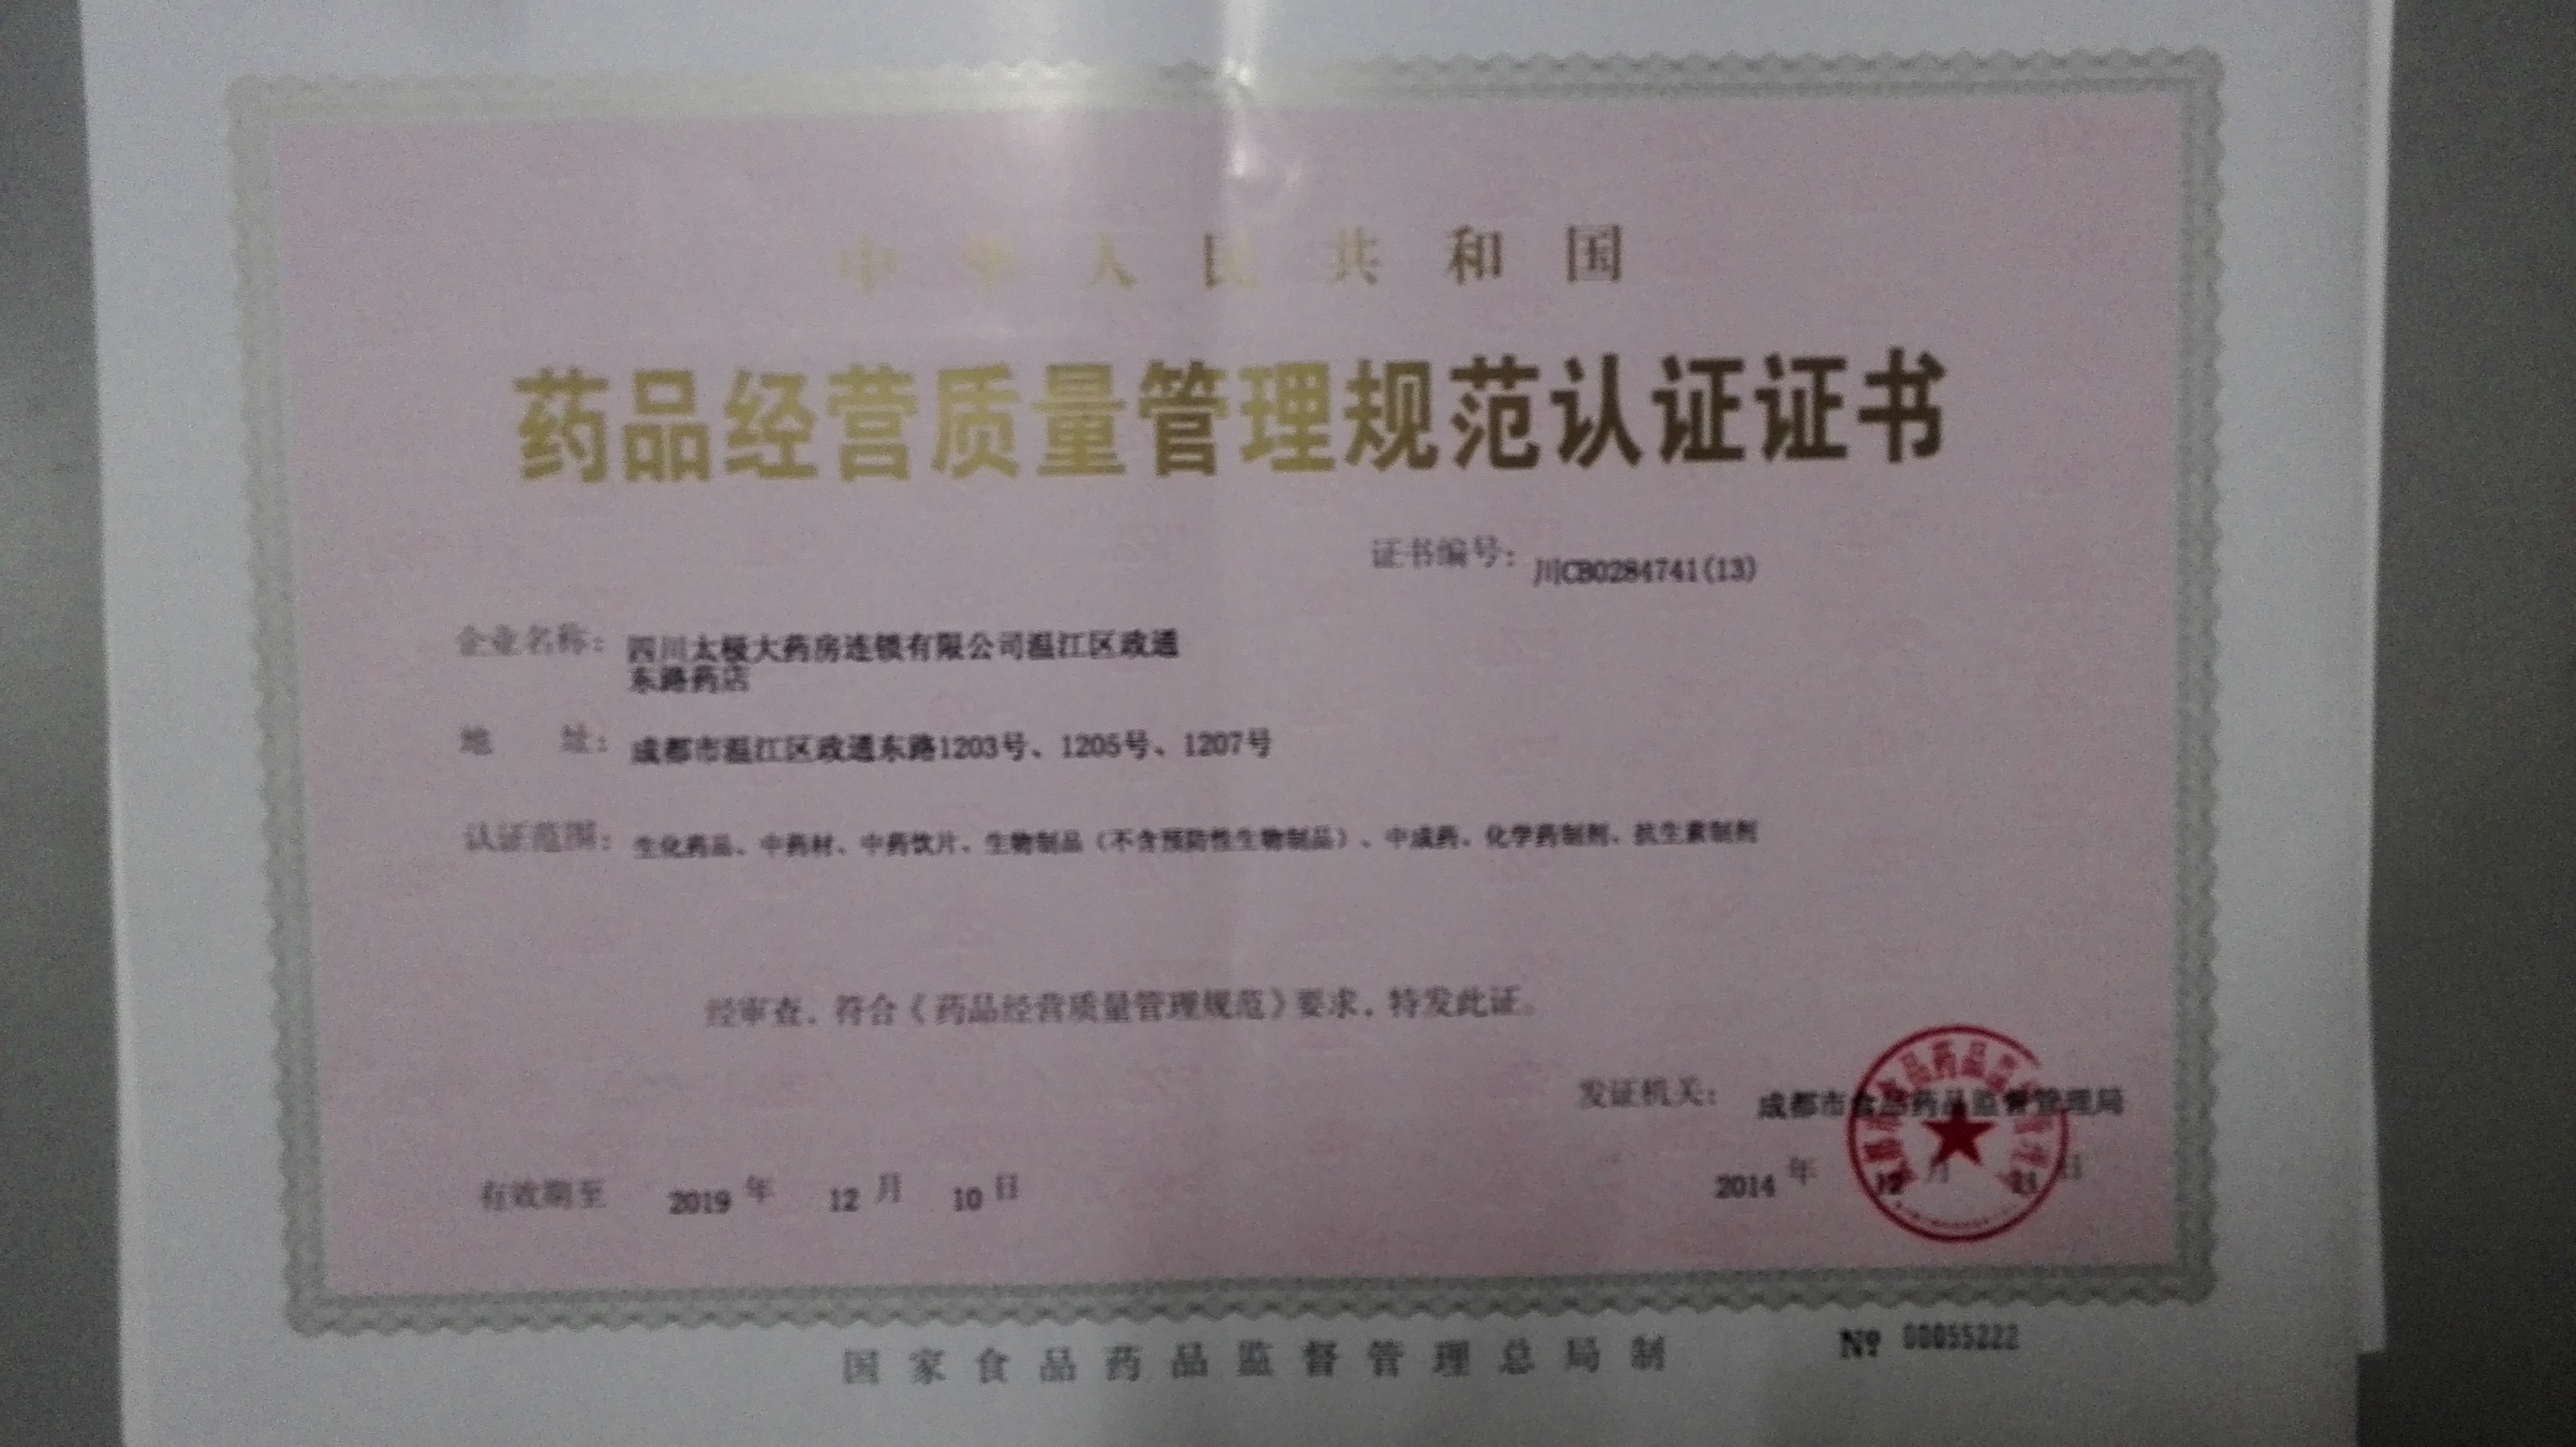 中华人民共和国
药品经营质量管理规范认证证书
证书编号：川CB0284741(13)
企业名称：四川太极大药房连锁有限公司温江区政通
东路药店
地 址：成都市温江区政通东路1203号、1205号、1207号
认证范围：生化药品、中药材、中药饮片、生物制品（不含预防性生物制品）、中成药、化学药制剂、抗生素制剂
经审查，符合《药品经营质量管理规范》要求，特发此证。
发证机关：成都市食品药品监督管理局
有效期至 2019 年 12 月 10 日
2014 年 月 日
国家食品药品监督管理总局制
№ 00055222